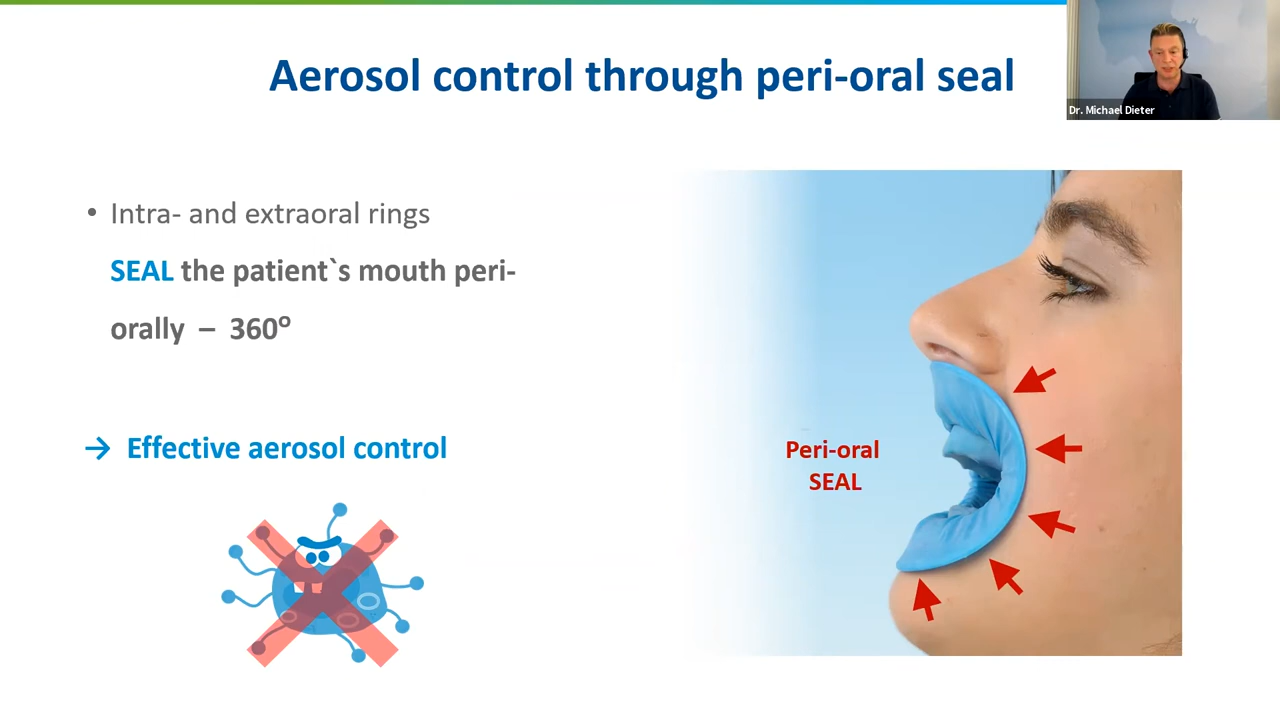 Aerosol control through peri-oral seal
Dr. Michael Dieter
• Intra- and extraoral rings
SEAL the patient`s mouth peri-
orally – 360°
→ Effective aerosol control
Peri-oral
SEAL